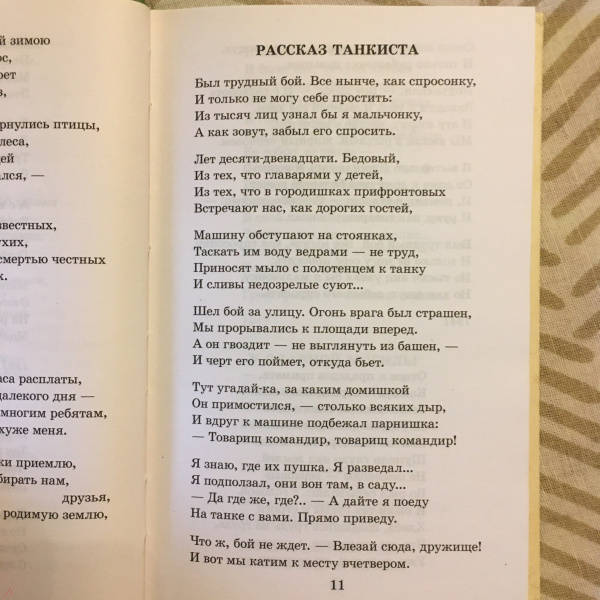 й зимою
ос,
рет
в,
рнулись птицы,
леса,
ей
ался, —
звестных,
ухих,
смертью честных
х.
аса расплаты,
далекого дня —
многим ребятам,
хуже меня.
ки приемлю,
бирать нам,
друзья,
родимую землю,
РАССКАЗ ТАНКИСТА
Был трудный бой. Все нынче, как спросонку,
И только не могу себе простить:
Из тысяч лиц узнал бы я мальчонку,
А как зовут, забыл его спросить.
Лет десяти-двенадцати. Бедовый,
Из тех, что главарями у детей,
Из тех, что в городишках прифронтовых
Встречают нас, как дорогих гостей,
Машину обступают на стоянках,
Таскать им воду ведрами — не труд,
Приносят мыло с полотенцем к танку
И сливы недозрелые суют...
Шел бой за улицу. Огонь врага был страшен,
Мы прорывались к площади вперед.
А он гвоздит — не выглянуть из башен, —
И черт его поймет, откуда бьет.
Тут угадай-ка, за каким домишкой
Он примостился, — столько всяких дыр,
И вдруг к машине подбежал парнишка:
— Товарищ командир, товарищ командир!
Я знаю, где их пушка. Я разведал...
Я подползал, они вон там, в саду...
— Да где же, где?.. — А дайте я поеду
На танке с вами. Прямо приведу.
Что ж, бой не ждет. — Влезай сюда, дружище!
И вот мы катим к месту вчетвером.
11